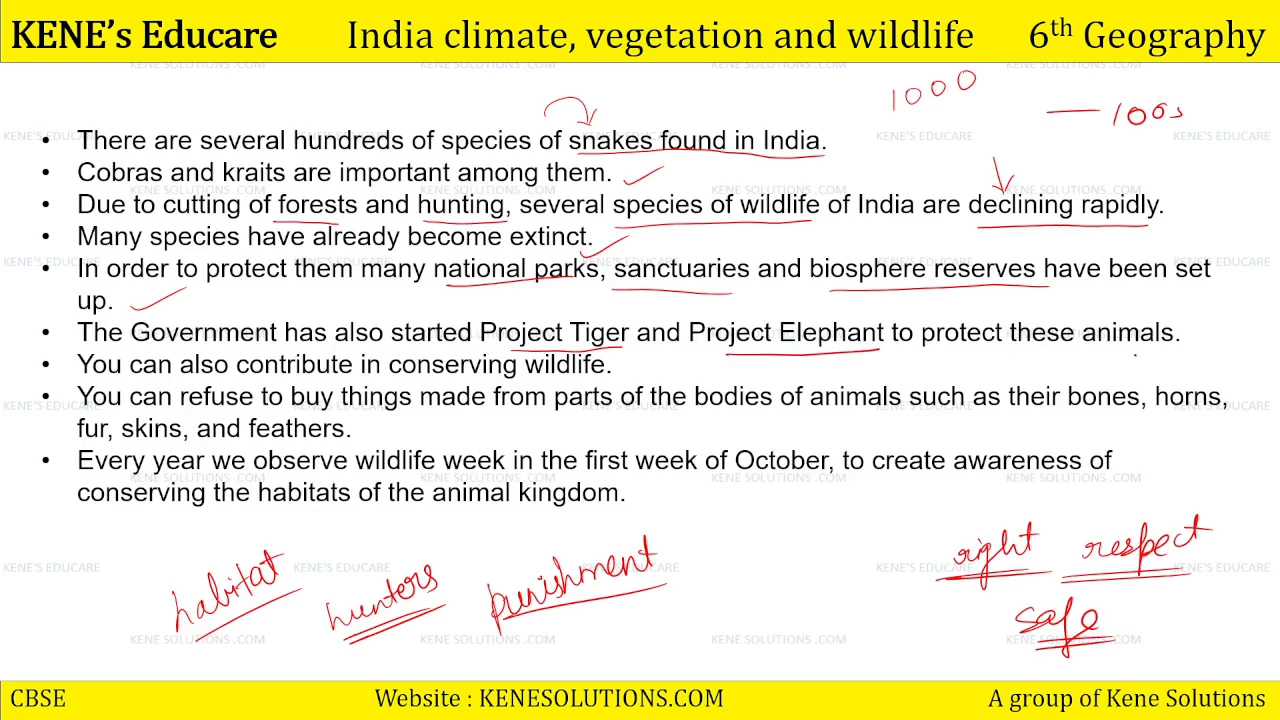 KENE's Educare India climate, vegetation and wildlife 6th Geography
1000
— 100s
• There are several hundreds of species of snakes found in India.
• Cobras and kraits are important among them.
• Due to cutting of forests and hunting, several species of wildlife of India are declining rapidly.
• Many species have already become extinct.
• In order to protect them many national parks, sanctuaries and biosphere reserves have been set
up.
• The Government has also started Project Tiger and Project Elephant to protect these animals.
• You can also contribute in conserving wildlife.
• You can refuse to buy things made from parts of the bodies of animals such as their bones, horns,
fur, skins, and feathers.
• Every year we observe wildlife week in the first week of October, to create awareness of
conserving the habitats of the animal kingdom.
habitat hunters punishment right respect
safe
CBSE Website : KENESOLUTIONS.COM A group of Kene Solutions